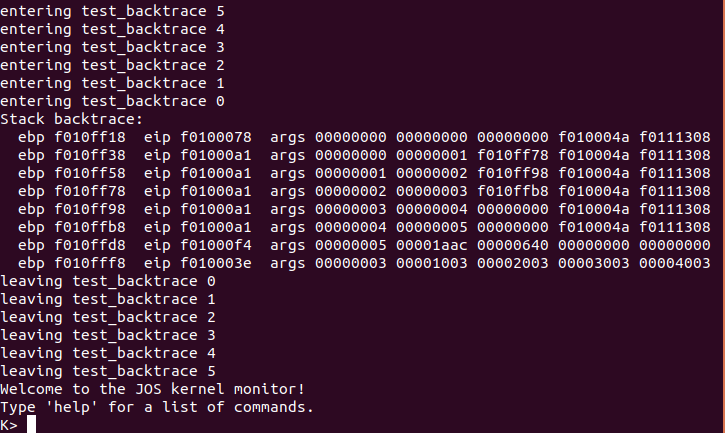 entering test_backtrace 5
entering test_backtrace 4
entering test_backtrace 3
entering test_backtrace 2
entering test_backtrace 1
entering test_backtrace 0
Stack backtrace:
  ebp f010ff18  eip f0100078  args 00000000 00000000 00000000 f010004a f0111308
  ebp f010ff38  eip f01000a1  args 00000000 00000001 f010ff78 f010004a f0111308
  ebp f010ff58  eip f01000a1  args 00000001 00000002 f010ff98 f010004a f0111308
  ebp f010ff78  eip f01000a1  args 00000002 00000003 f010ffb8 f010004a f0111308
  ebp f010ff98  eip f01000a1  args 00000003 00000004 00000000 f010004a f0111308
  ebp f010ffb8  eip f01000a1  args 00000004 00000005 00000000 f010004a f0111308
  ebp f010ffd8  eip f01000f4  args 00000005 00001aac 00000640 00000000 00000000
  ebp f010fff8  eip f010003e  args 00000003 00001003 00002003 00003003 00004003
leaving test_backtrace 0
leaving test_backtrace 1
leaving test_backtrace 2
leaving test_backtrace 3
leaving test_backtrace 4
leaving test_backtrace 5
Welcome to the JOS kernel monitor!
Type 'help' for a list of commands.
K>